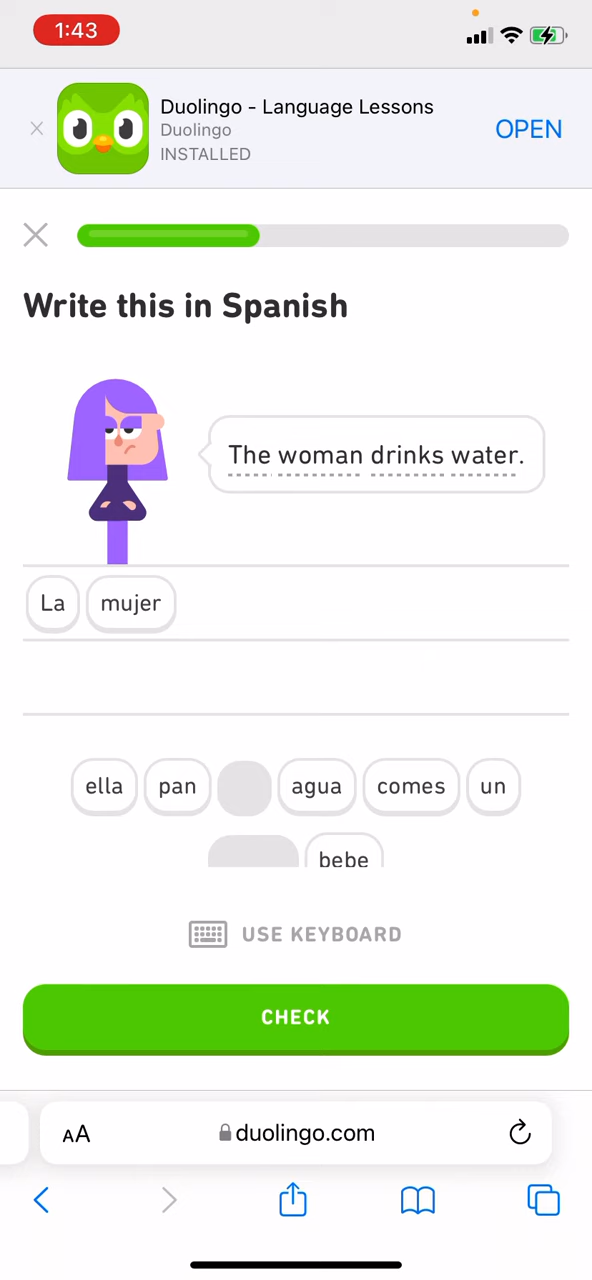 1:43
Duolingo - Language Lessons
Duolingo
INSTALLED
OPEN
Write this in Spanish
The woman drinks water.
La mujer
ella pan agua comes un
bebe
USE KEYBOARD
CHECK
AA duolingo.com